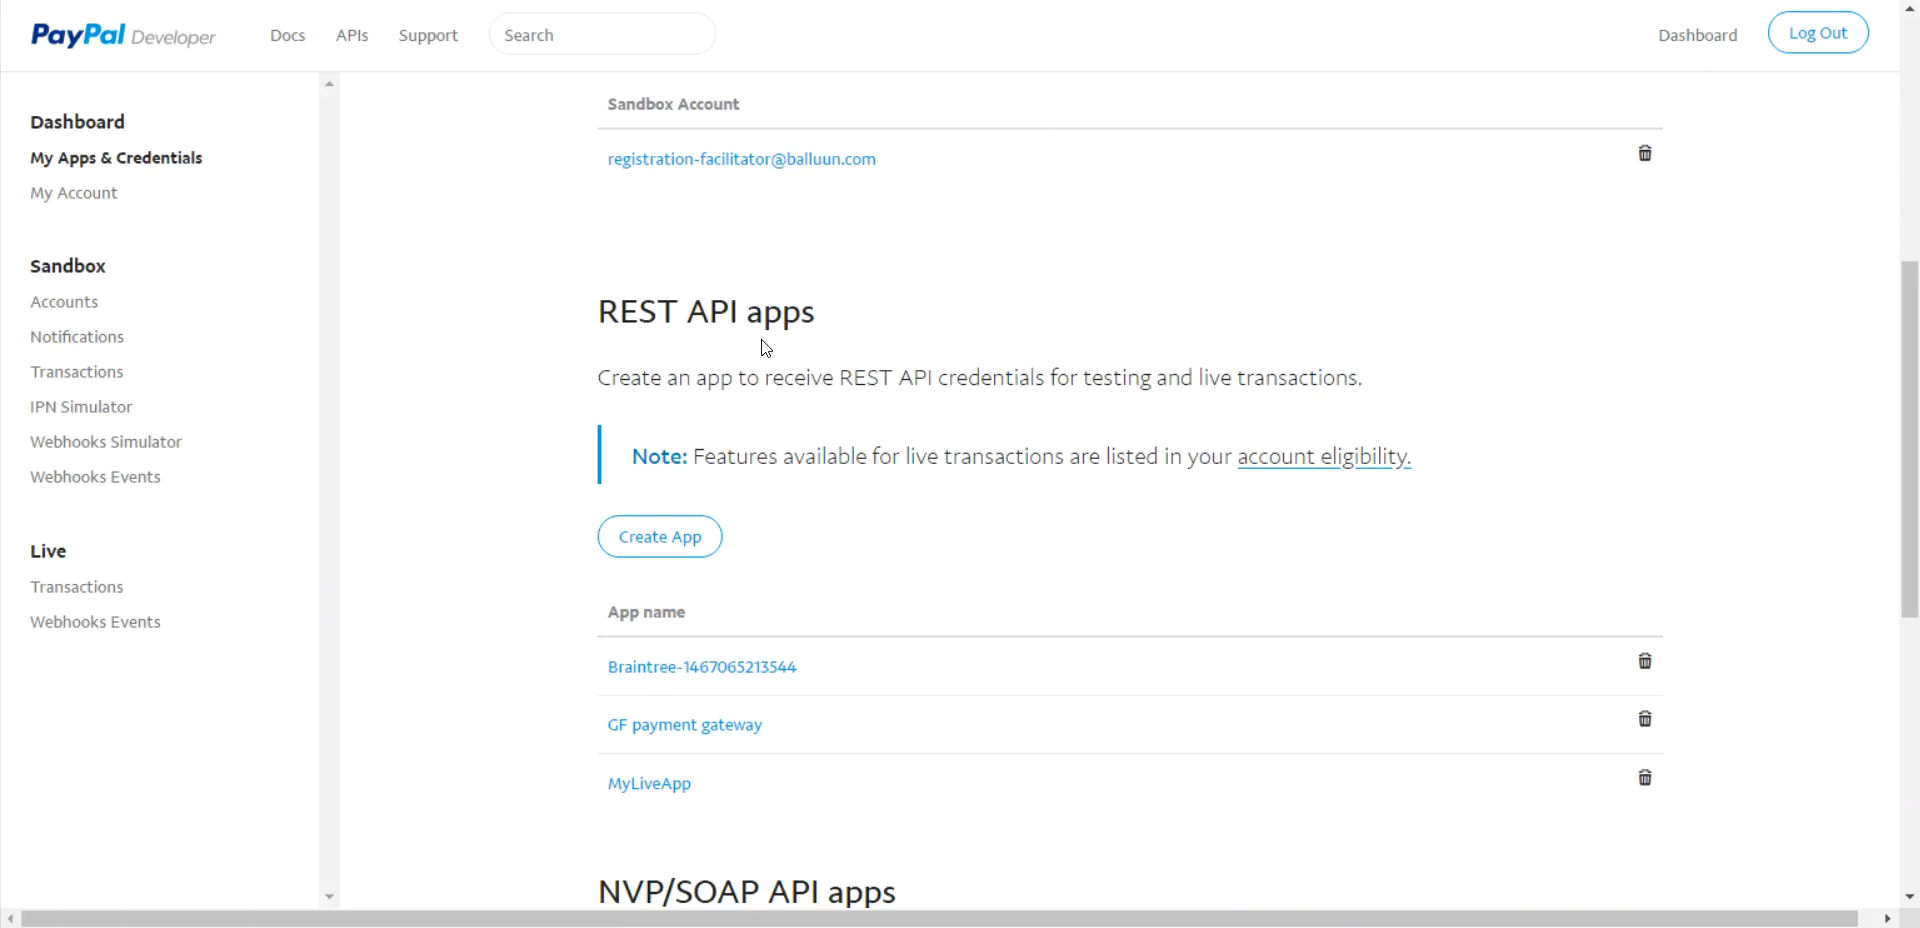 PayPal Developer
Docs
APIs
Support
Search
Dashboard
Log Out
Dashboard
My Apps & Credentials
My Account
Sandbox
Accounts
Notifications
Transactions
IPN Simulator
Webhooks Simulator
Webhooks Events
Live
Transactions
Webhooks Events
Sandbox Account
registration-facilitator@balluun.com
REST API apps
Create an app to receive REST API credentials for testing and live transactions.
Note: Features available for live transactions are listed in your account eligibility.
Create App
App name
Braintree-1467065213544
GF payment gateway
MyLiveApp
NVP/SOAP API apps